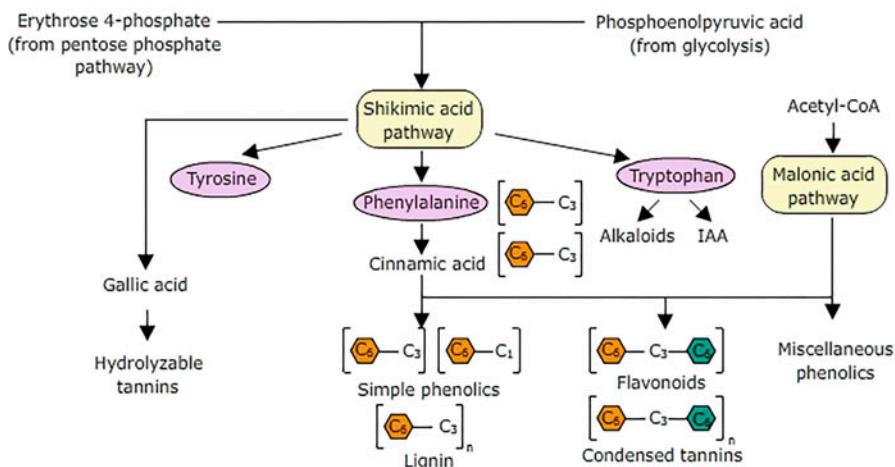 Erythrose 4-phosphate
(from pentose phosphate
pathway)
Phosphoenolpyruvic acid
(from glycolysis)
Shikimic acid
pathway
Acetyl-CoA
Tyrosine
Phenylalanine
C6 C3
Tryptophan
Malonic acid
pathway
Alkaloids
IAA
Cinnamic acid
C6 C3
Gallic acid
Hydrolyzable
tannins
C6 C3
C6 C1
Simple phenolics
C6 C3 n
Lignin
C6 C3 C6
Flavonoids
C6 C3 C6 n
Condensed tannins
Miscellaneous
phenolics